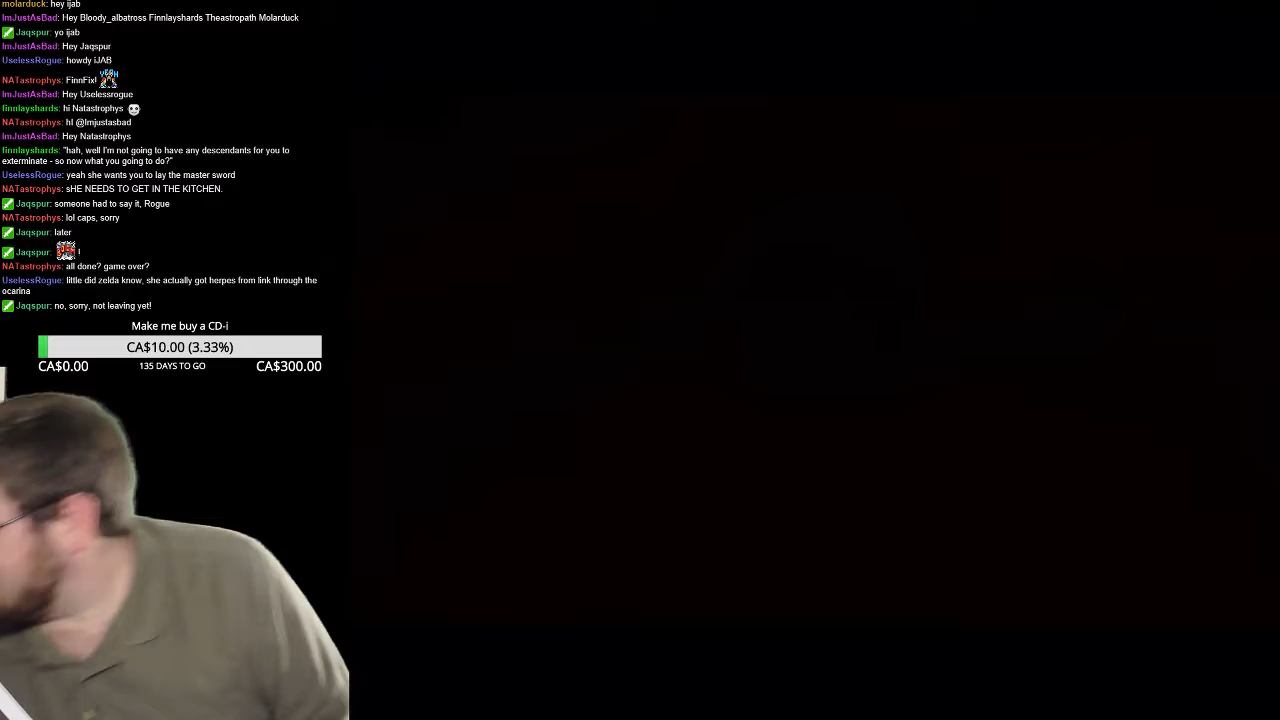 molarduck: hey ijab
ImJustAsBad: Hey Bloody_albatross Finnlayshards Theastropath Molarduck
Jaqspur: yo ijab
ImJustAsBad: Hey Jaqspur
UselessRogue: howdy iJAB
NATastrophys: FinnFix!
ImJustAsBad: Hey Uselessrogue
finnlayshards: hi Natastrophys
NATastrophys: hI @Imjustasbad
ImJustAsBad: Hey Natastrophys
finnlayshards: "hah, well I'm not going to have any descendants for you to
exterminate - so now what you going to do?"
UselessRogue: yeah she wants you to lay the master sword
NATastrophys: sHE NEEDS TO GET IN THE KITCHEN.
Jaqspur: someone had to say it, Rogue
NATastrophys: lol caps, sorry
Jaqspur: later
Jaqspur: !
NATastrophys: all done? game over?
UselessRogue: little did zelda know, she actually got herpes from link through the
ocarina
Jaqspur: no, sorry, not leaving yet!
Make me buy a CD-i
CA$10.00 (3.33%)
CA$0.00 135 DAYS TO GO CA$300.00